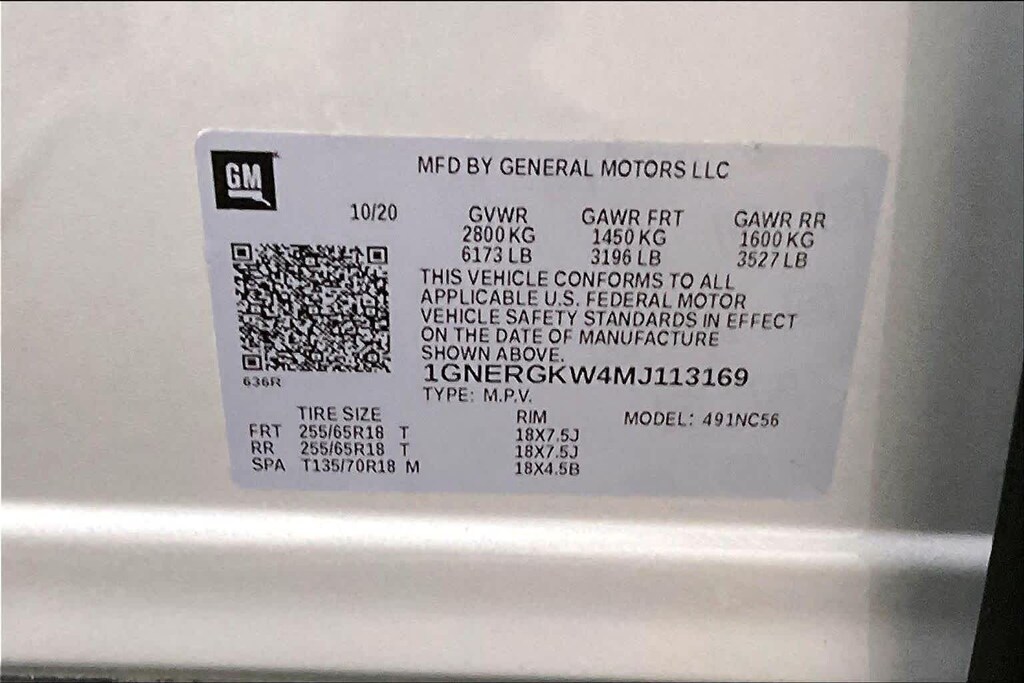 GM
MFD BY GENERAL MOTORS LLC
10/20
GVWR GAWR FRT GAWR RR
2800 KG 1450 KG 1600 KG
6173 LB 3196 LB 3527 LB
THIS VEHICLE CONFORMS TO ALL
APPLICABLE U.S. FEDERAL MOTOR
VEHICLE SAFETY STANDARDS IN EFFECT
ON THE DATE OF MANUFACTURE
SHOWN ABOVE.
636R
1GNERGKW4MJ113169
TYPE: M.P.V.
TIRE SIZE RIM MODEL: 491NC56
FRT 255/65R18 T 18X7.5J
RR 255/65R18 T 18X7.5J
SPA T135/70R18 M 18X4.5B